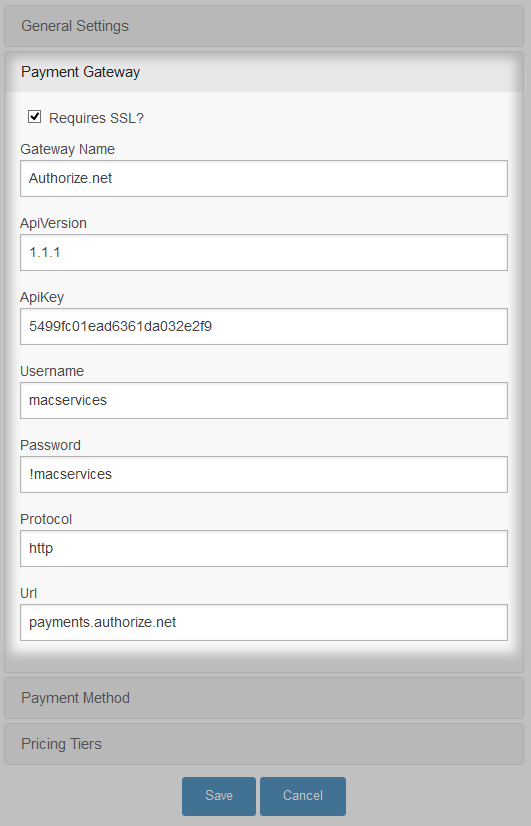 General Settings
Payment Gateway
Requires SSL?
Gateway Name
Authorize.net
ApiVersion
1.1.1
ApiKey
5499fc01ead6361da032e2f9
Username
macservices
Password
!macservices
Protocol
http
Url
payments.authorize.net
Payment Method
Pricing Tiers
Save Cancel